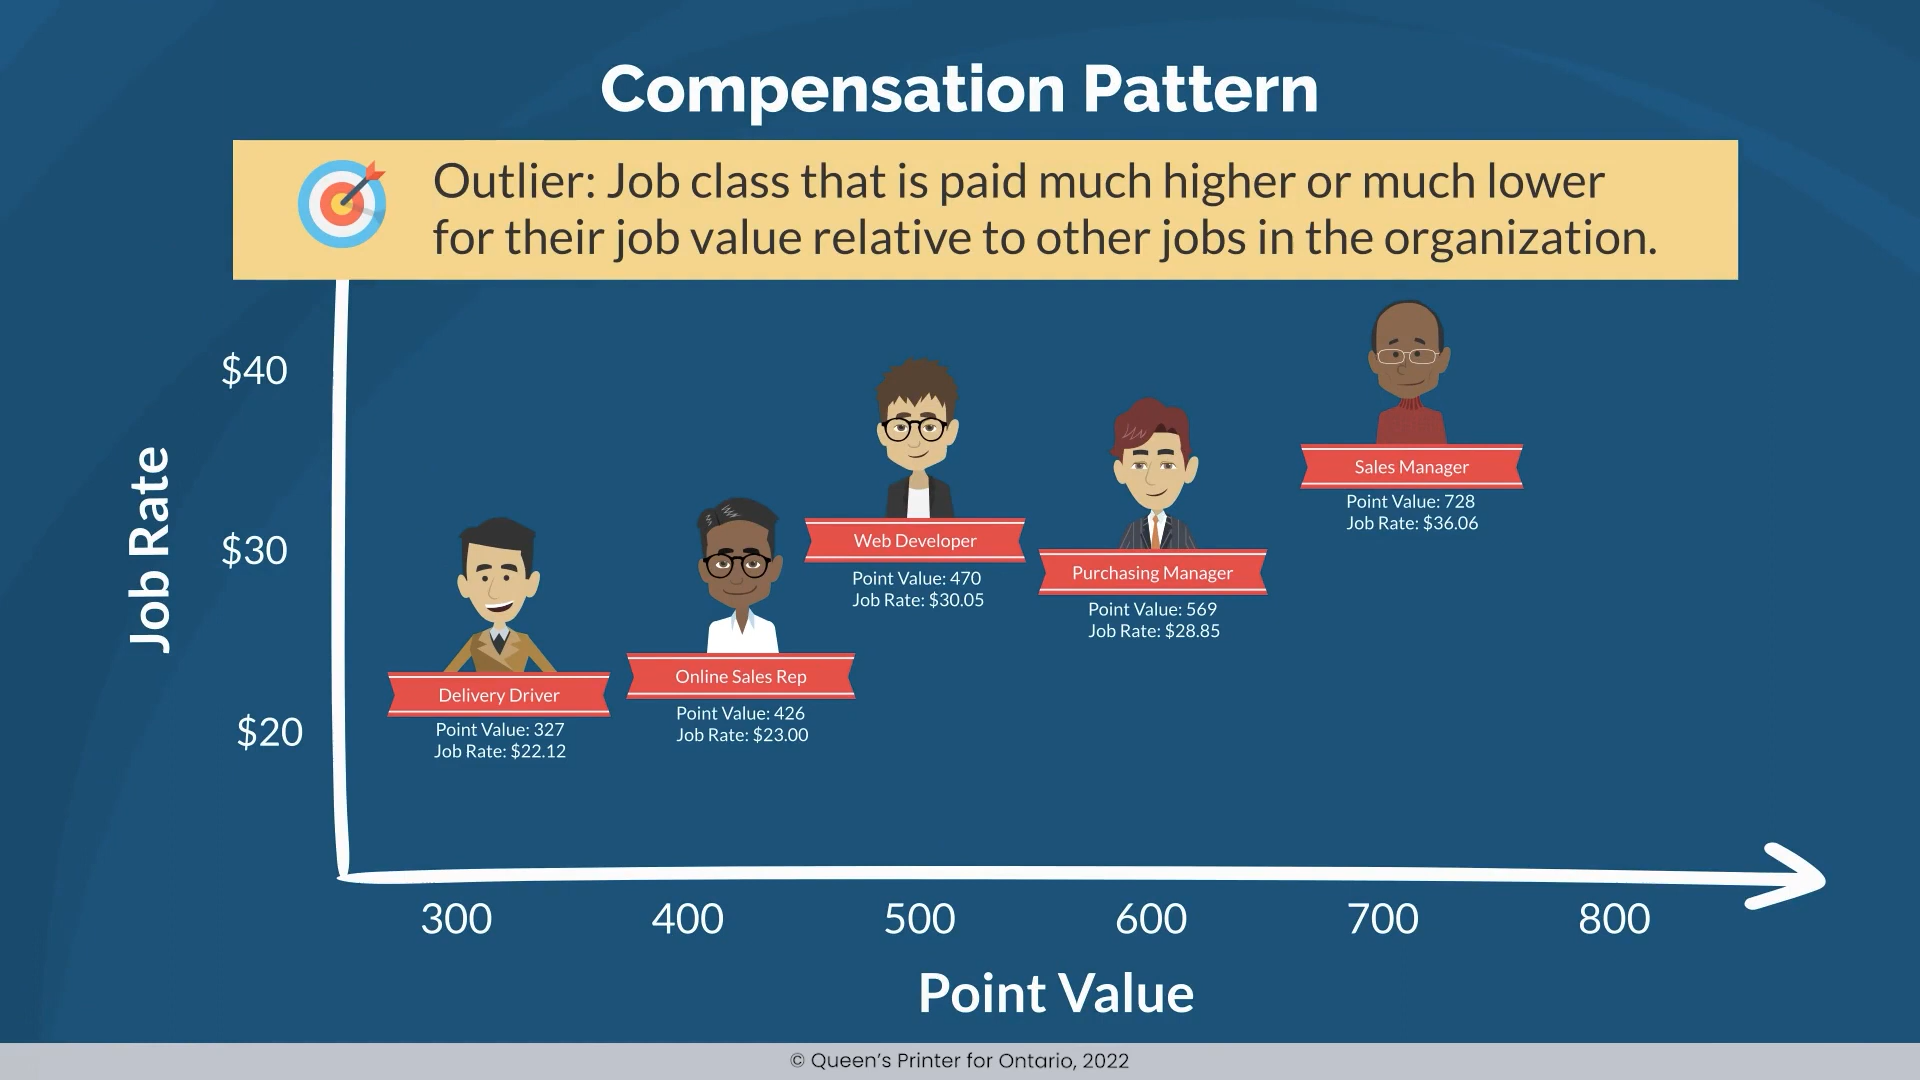 Compensation Pattern
Outlier: Job class that is paid much higher or much lower
for their job value relative to other jobs in the organization.
Job Rate
$40
$30
$20
Delivery Driver
Point Value: 327
Job Rate: $22.12
Online Sales Rep
Point Value: 426
Job Rate: $23.00
Web Developer
Point Value: 470
Job Rate: $30.05
Purchasing Manager
Point Value: 569
Job Rate: $28.85
Sales Manager
Point Value: 728
Job Rate: $36.06
300 400 500 600 700 800
Point Value
© Queen's Printer for Ontario, 2022